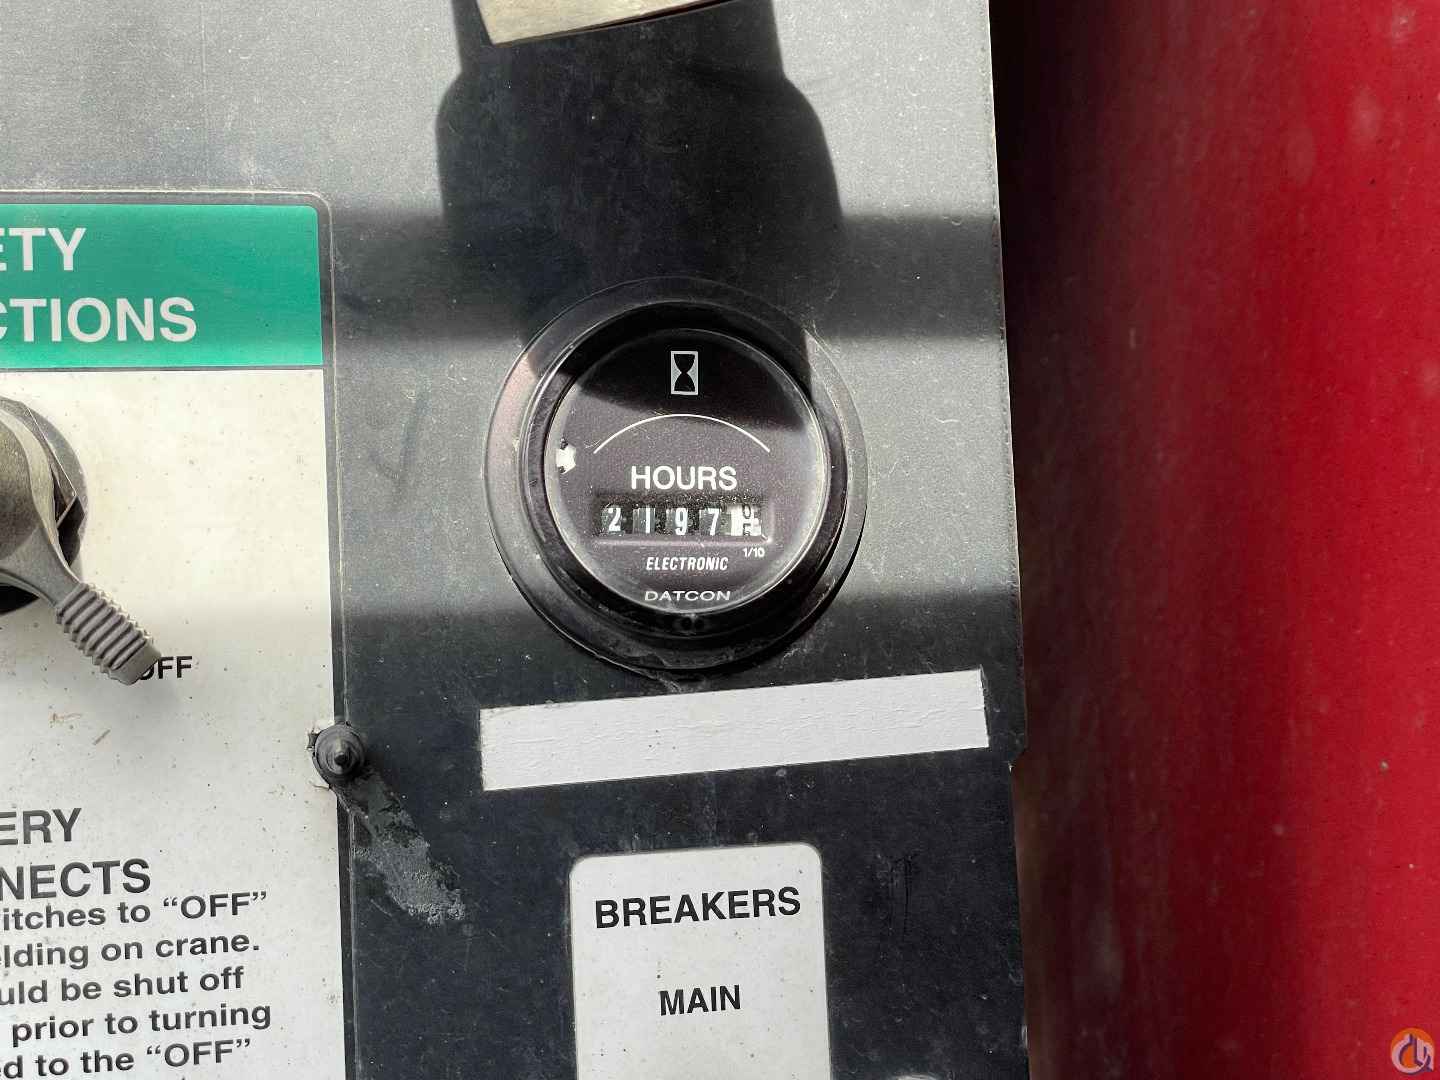 ETY
CTIONS
HOURS
2197
1/10
ELECTRONIC
DATCON
OFF
ERY
NECTS
itches to “OFF”
elding on crane.
uld be shut off
prior to turning
ed to the “OFF”
BREAKERS
MAIN